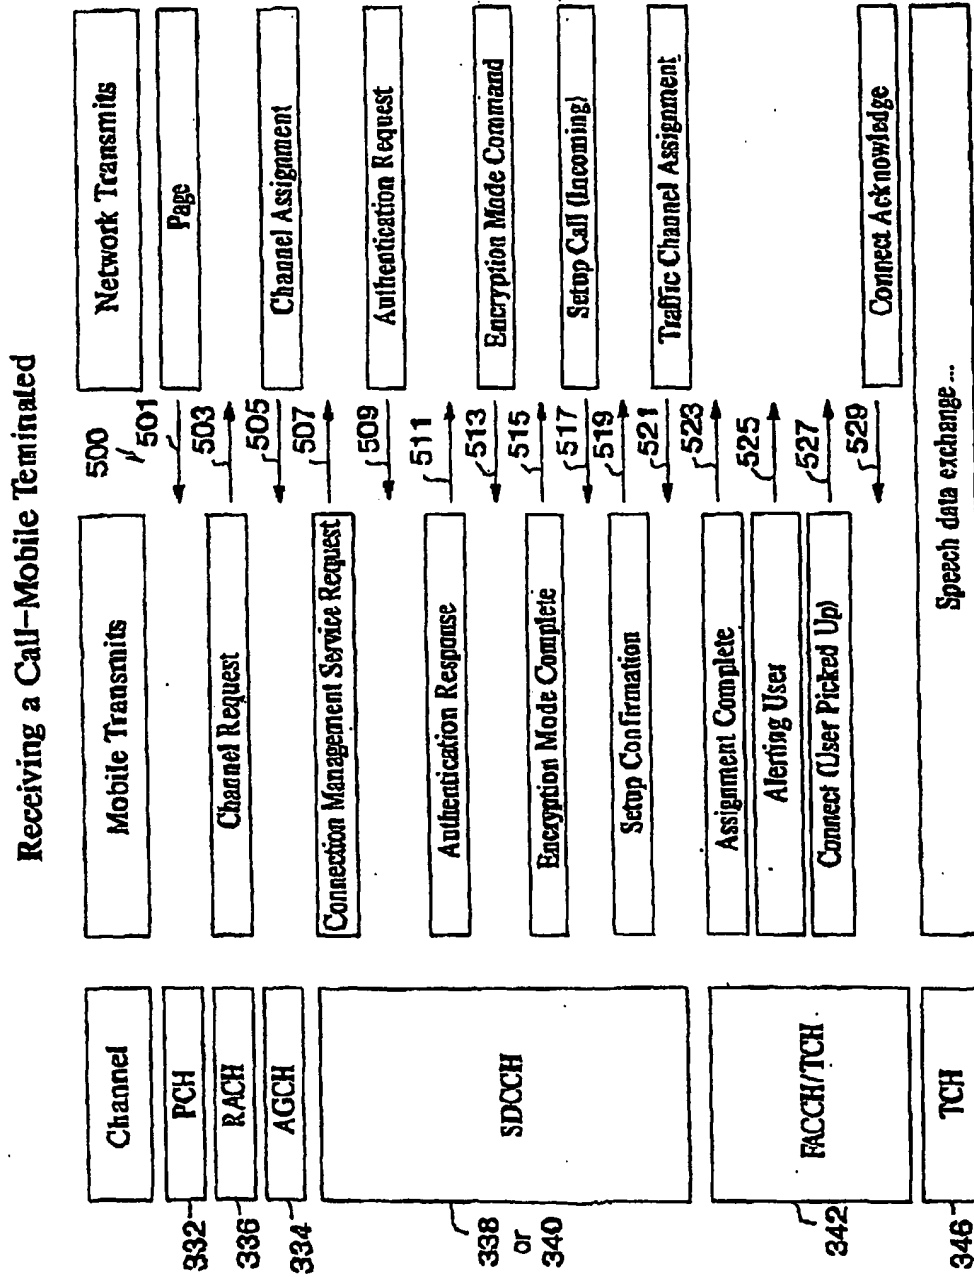 Receiving a Call-Mobile Teminated
500
Channel
Mobile Transmits
Network Transmits
332
PCH
501
Page
336
RACH
Channel Request
503
334
AGCH
505
Channel Assignment
338
or
340
SDCCH
Connection Management Service Request
507
509
Authentication Request
Authentication Response
511
513
Encryption Mode Command
Encryption Mode Complete
515
517
Setup Call (Incoming)
Setup Confirmation
519
521
Traffic Channel Assignment
342
FACCH/TCH
Assignment Complete
523
Alerting User
525
Connect (User Picked Up)
527
529
Connect Acknowledge
346
TCH
Speech data exchange...